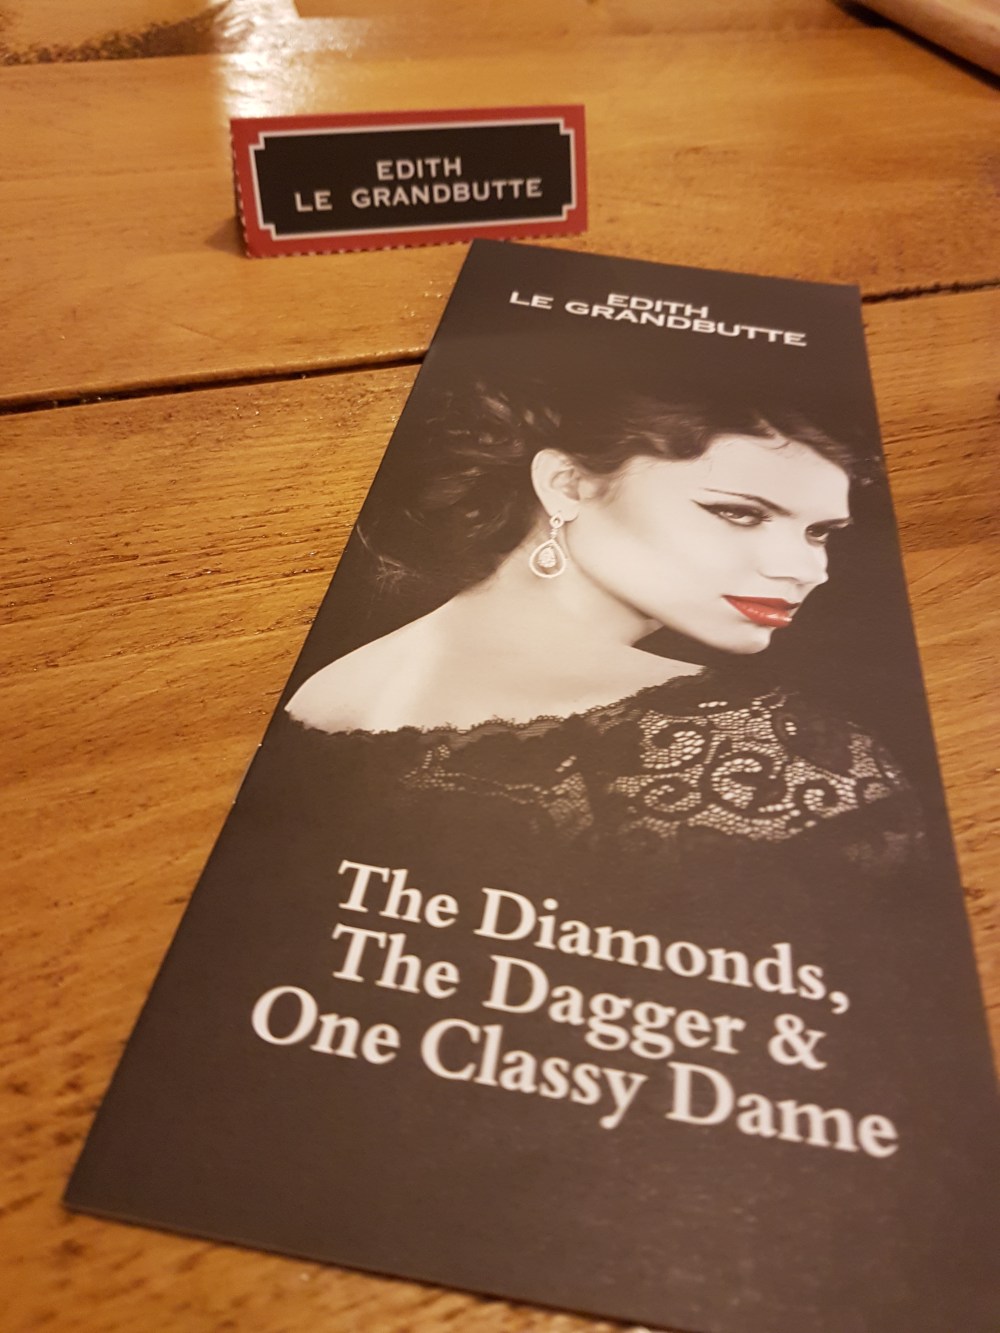 EDITH
LE GRANDBUTTE
EDITH
LE GRANDBUTTE
The Diamonds,
The Dagger &
One Classy Dame